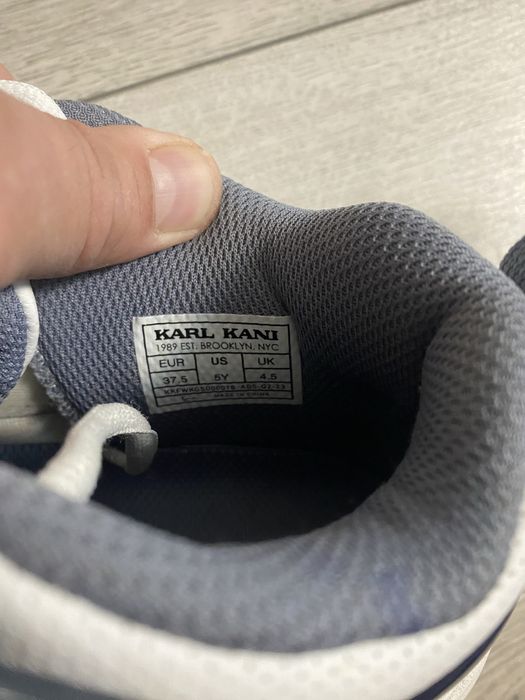 KARL KANI
1989 EST. BROOKLYN, NYC
EUR US UK
37,5 5Y 4.5
MADE IN CHINA